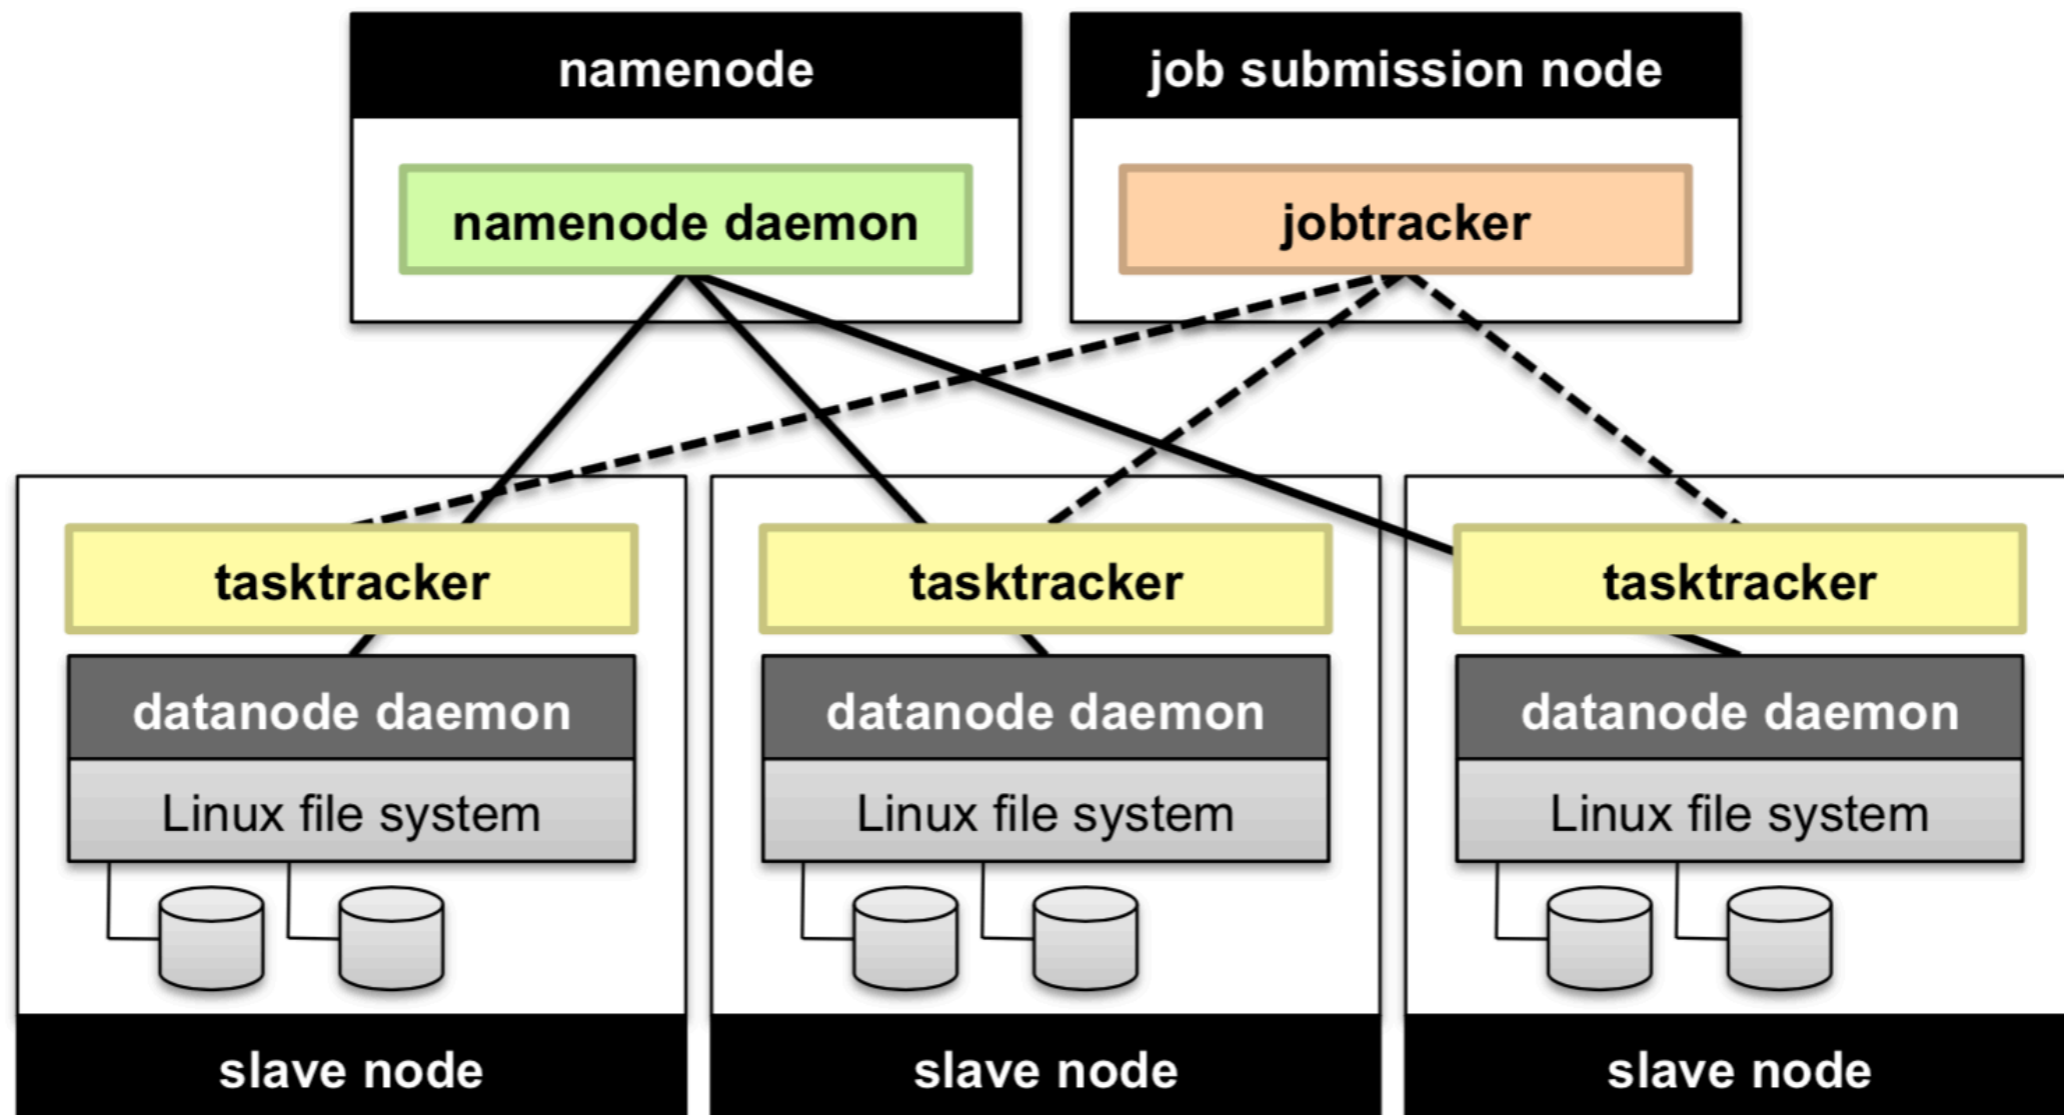 namenode
job submission node
namenode daemon
jobtracker
tasktracker
tasktracker
tasktracker
datanode daemon
datanode daemon
datanode daemon
Linux file system
Linux file system
Linux file system
slave node
slave node
slave node